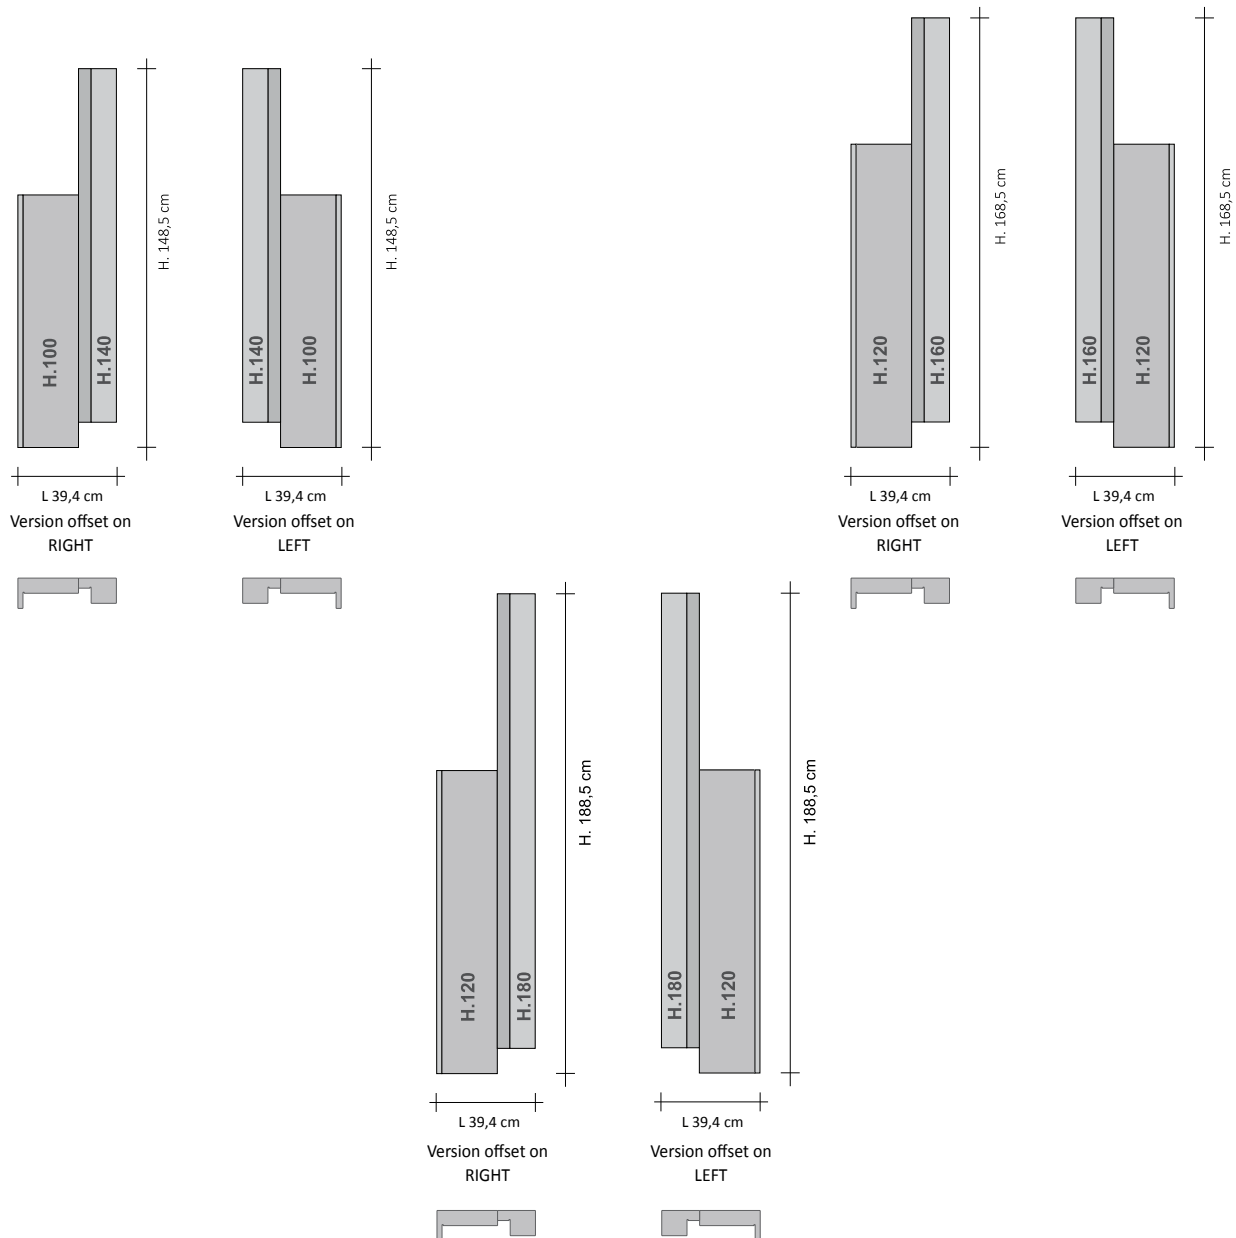 H.100
H.140
H. 148,5 cm
L 39,4 cm
Version offset on
RIGHT
H.140
H.100
H. 148,5 cm
L 39,4 cm
Version offset on
LEFT
H.120
H.160
H. 168,5 cm
L 39,4 cm
Version offset on
RIGHT
H.160
H.120
H. 168,5 cm
L 39,4 cm
Version offset on
LEFT
H.120
H.180
H. 188,5 cm
L 39,4 cm
Version offset on
RIGHT
H.180
H.120
H. 188,5 cm
L 39,4 cm
Version offset on
LEFT